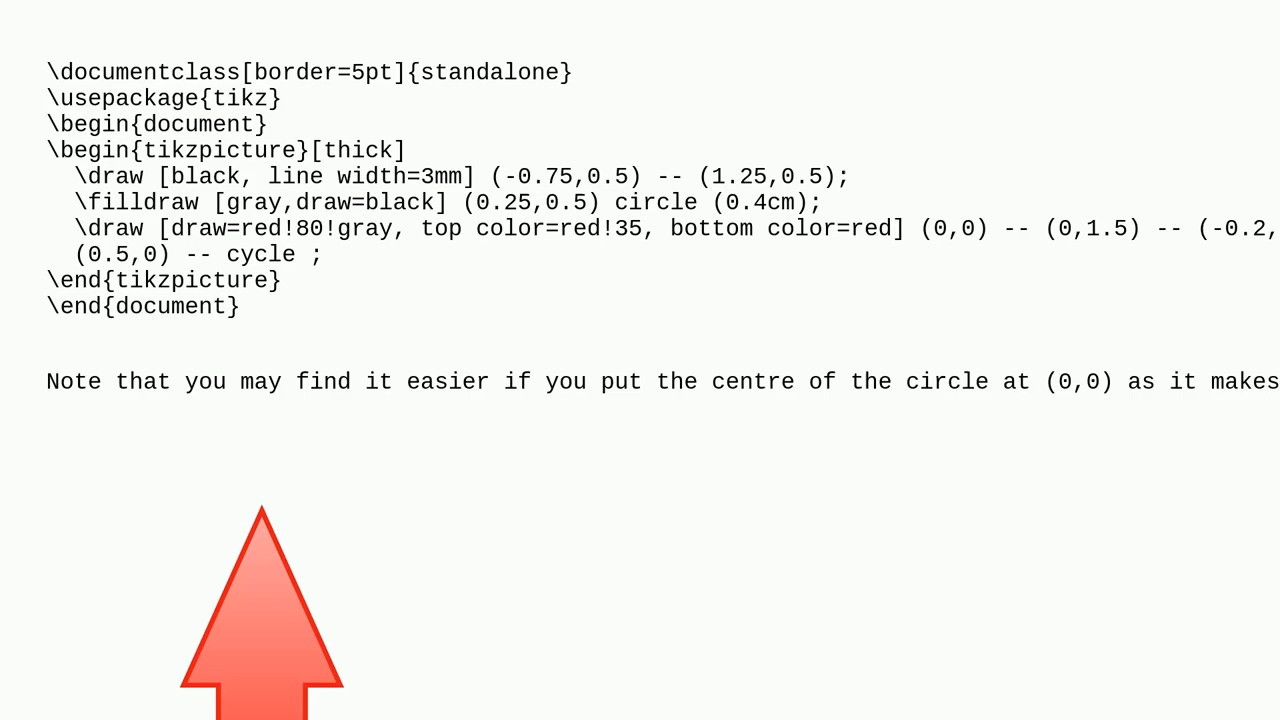 \documentclass[border=5pt]{standalone}
\usepackage{tikz}
\begin{document}
\begin{tikzpicture}[thick]
  \draw [black, line width=3mm] (-0.75,0.5) -- (1.25,0.5);
  \filldraw [gray,draw=black] (0.25,0.5) circle (0.4cm);
  \draw [draw=red!80!gray, top color=red!35, bottom color=red] (0,0) -- (0,1.5) -- (-0.2,
  (0.5,0) -- cycle ;
\end{tikzpicture}
\end{document}
Note that you may find it easier if you put the centre of the circle at (0,0) as it makes